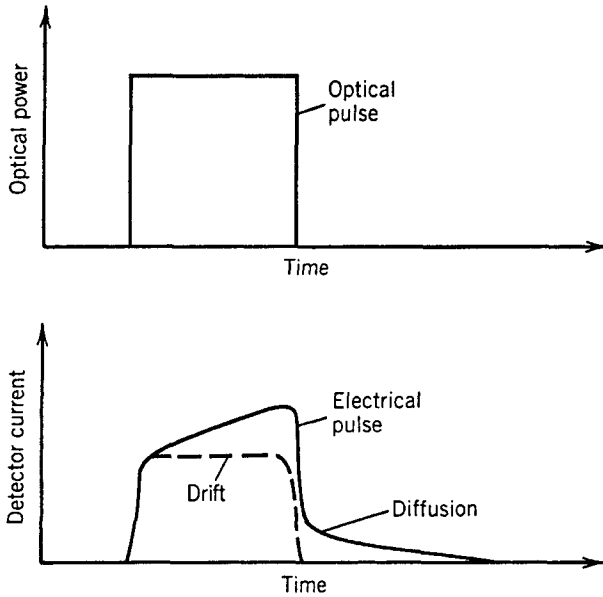 Optical power
Optical
pulse
Time
Detector current
Electrical
pulse
Drift
Diffusion
Time